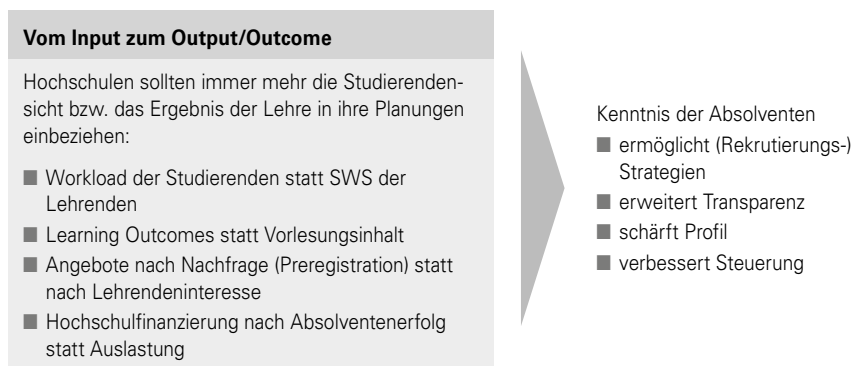 Vom Input zum Output/Outcome
Hochschulen sollten immer mehr die Studierenden-
sicht bzw. das Ergebnis der Lehre in ihre Planungen
einbeziehen:
■ Workload der Studierenden statt SWS der
Lehrenden
■ Learning Outcomes statt Vorlesungsinhalt
■ Angebote nach Nachfrage (Preregistration) statt
nach Lehrendeninteresse
■ Hochschulfinanzierung nach Absolventenerfolg
statt Auslastung
Kenntnis der Absolventen
■ ermöglicht (Rekrutierungs-)
Strategien
■ erweitert Transparenz
■ schärft Profil
■ verbessert Steuerung